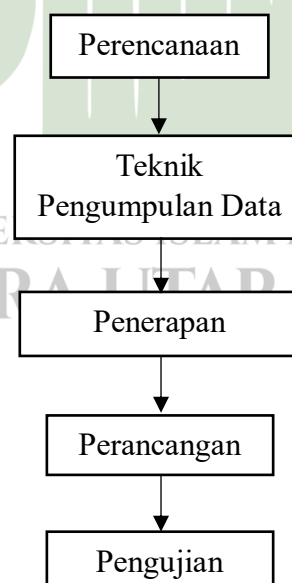 Perencanaan
Teknik
Pengumpulan Data
Penerapan
Perancangan
Pengujian